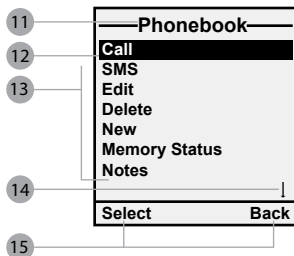 11
Phonebook
12
Call
13
SMS
Edit
Delete
New
Memory Status
Notes
14
Select Back
15